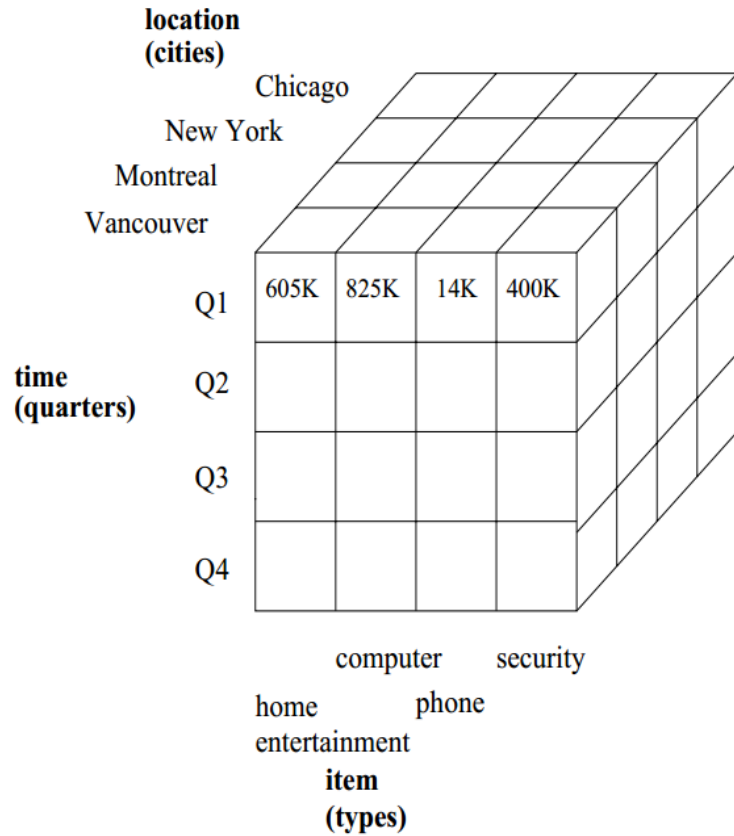 location
(cities)
Chicago
New York
Montreal
Vancouver
Q1
605K 825K 14K 400K
time
(quarters)
Q2
Q3
Q4
computer security
home phone
entertainment
item
(types)